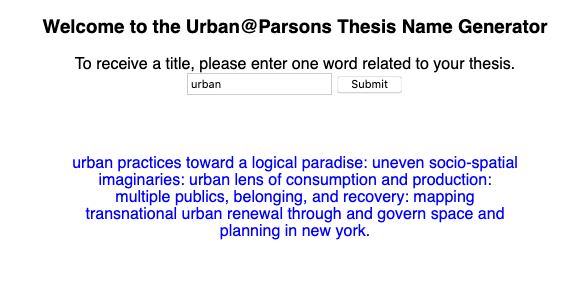 Welcome to the Urban@Parsons Thesis Name Generator
To receive a title, please enter one word related to your thesis.
urban Submit
urban practices toward a logical paradise: uneven socio-spatial
imaginaries: urban lens of consumption and production:
multiple publics, belonging, and recovery: mapping
transnational urban renewal through and govern space and
planning in new york.